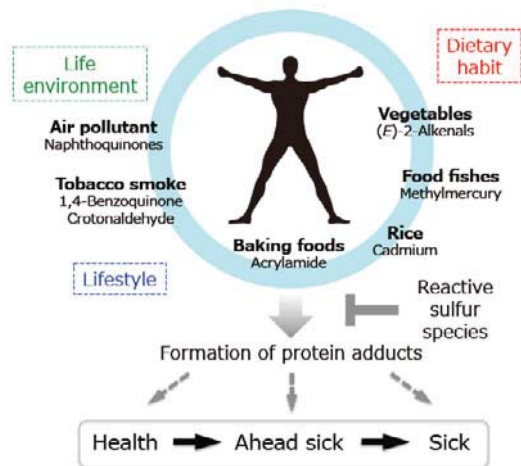 Life
environment
Dietary
habit
Air pollutant
Naphthoquinones
Vegetables
(E)-2-Alkenals
Tobacco smoke
1,4-Benzoquinone
Crotonaldehyde
Food fishes
Methylmercury
Rice
Cadmium
Baking foods
Acrylamide
Lifestyle
Reactive
sulfur
species
Formation of protein adducts
Health
Ahead sick
Sick